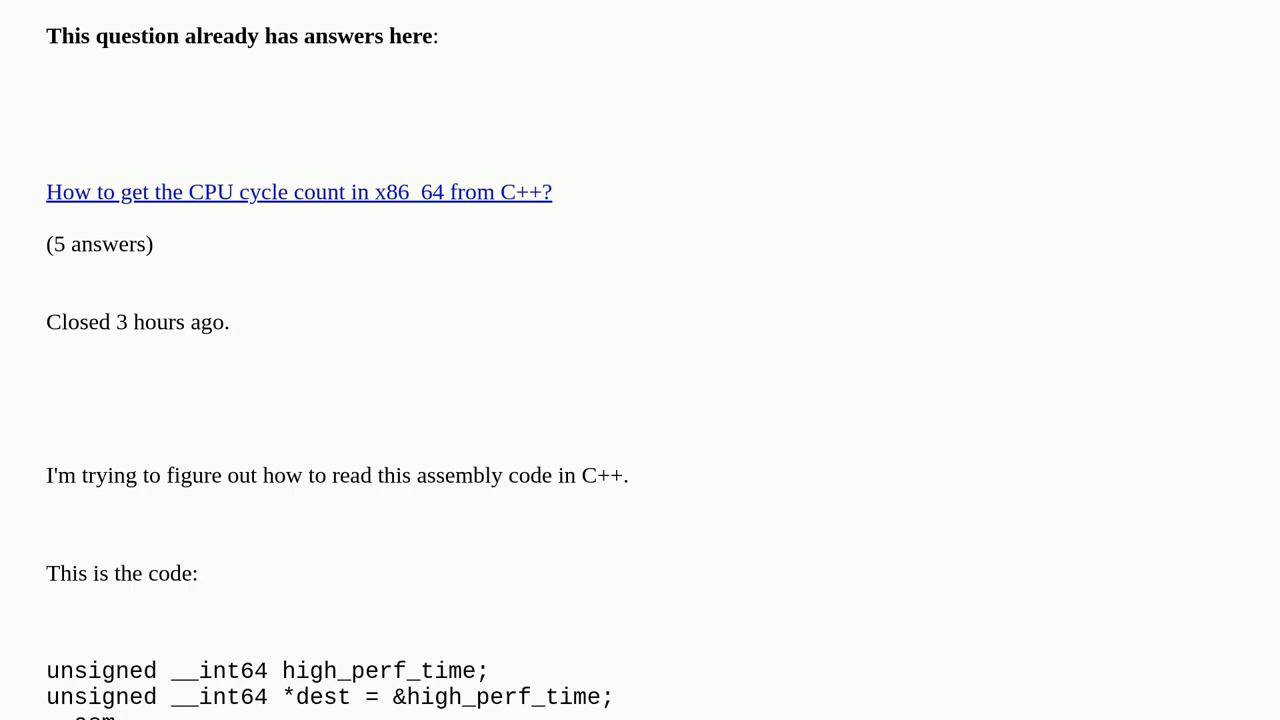 This question already has answers here:
How to get the CPU cycle count in x86_64 from C++?
(5 answers)
Closed 3 hours ago.
I'm trying to figure out how to read this assembly code in C++.
This is the code:
unsigned __int64 high_perf_time;
unsigned __int64 *dest = &high_perf_time;